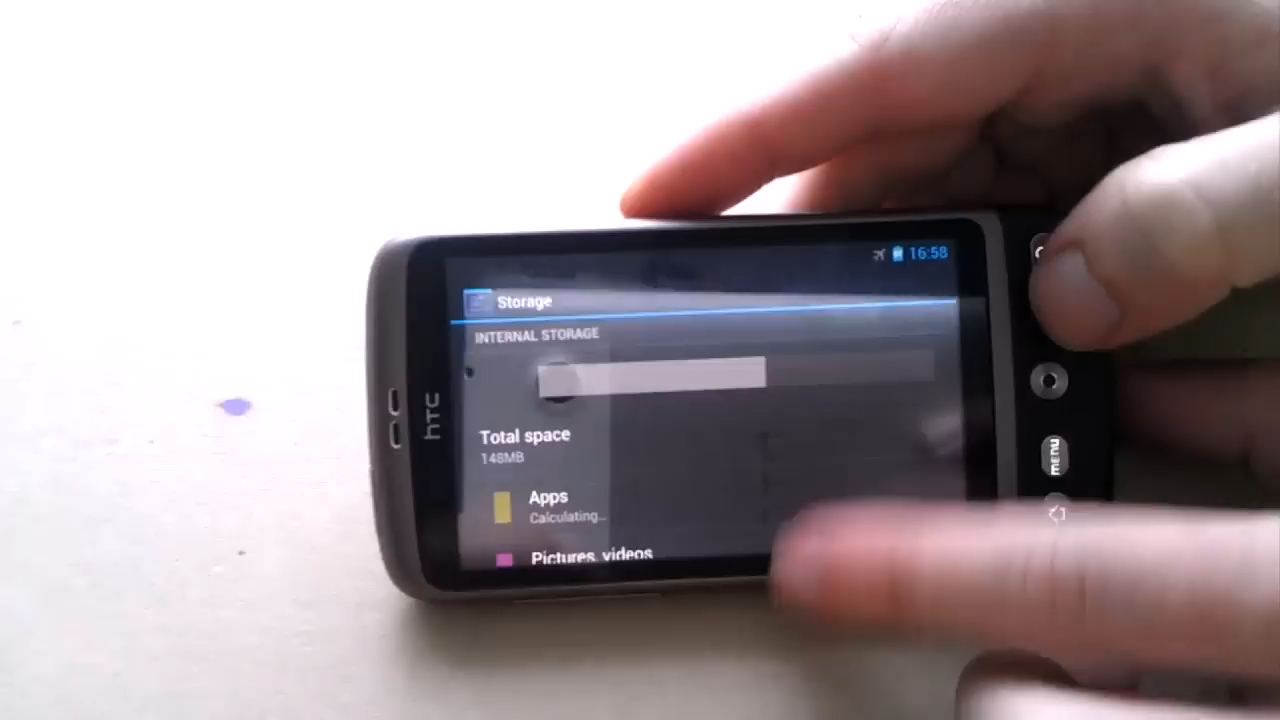 16:58
Storage
INTERNAL STORAGE
Total space
148MB
Apps
Calculating...
Pictures, videos
hTC
menu